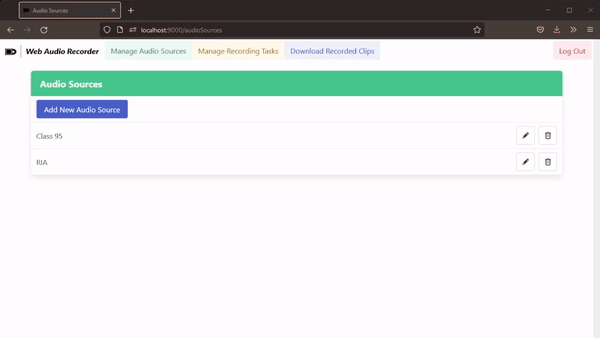 Audio Sources
localhost:9000/audioSources
Web Audio Recorder Manage Audio Sources Manage Recording Tasks Download Recorded Clips Log Out
Audio Sources
Add New Audio Source
Class 95
RIA